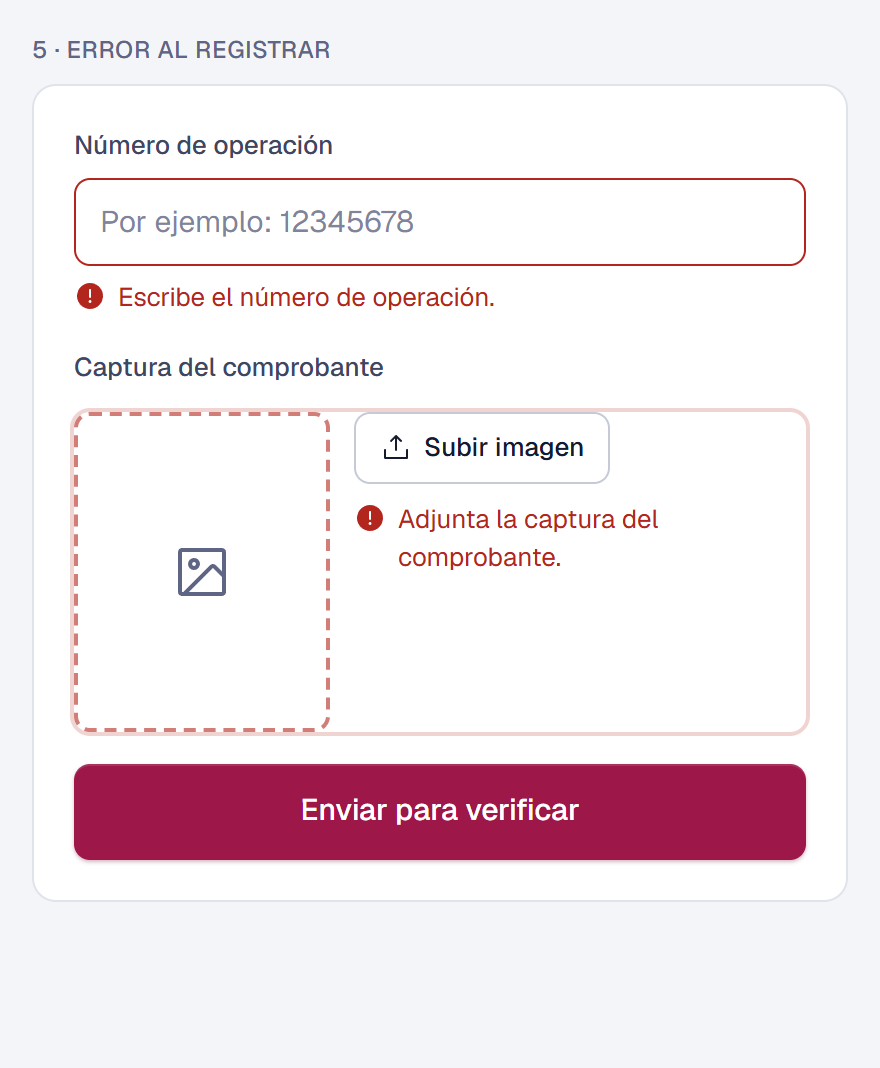 5 · ERROR AL REGISTRAR
Número de operación
Por ejemplo: 12345678
Escribe el número de operación.
Captura del comprobante
Subir imagen
Adjunta la captura del
comprobante.
Enviar para verificar